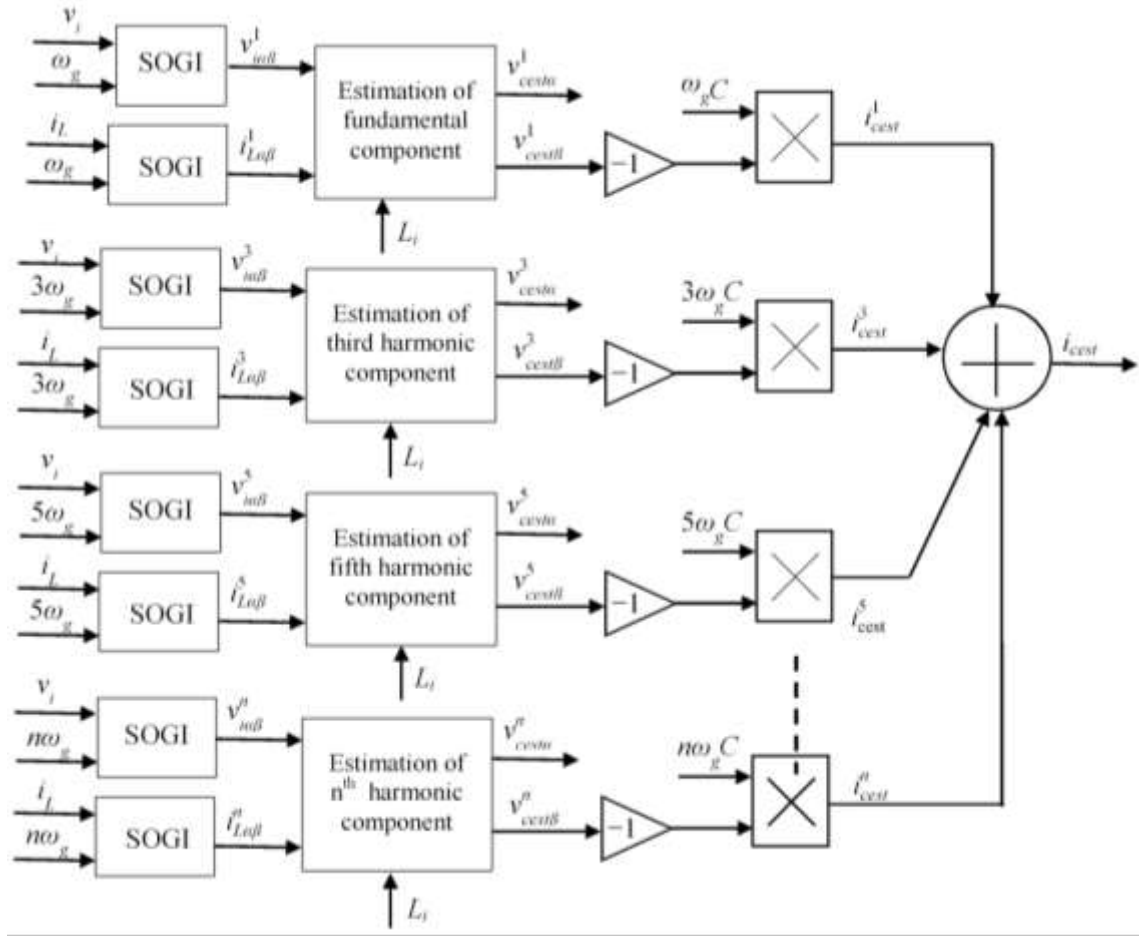 v_i
ω_g
SOGI
v^1_{iαβ}
i_L
ω_g
SOGI
i^1_{Lαβ}
Estimation of
fundamental
component
L_i
v^1_{cestα}
v^1_{cestβ}
−1
ω_g C
i^1_{cest}
v_i
3ω_g
SOGI
v^3_{iαβ}
i_L
3ω_g
SOGI
i^3_{Lαβ}
Estimation of
third harmonic
component
L_i
v^3_{cestα}
v^3_{cestβ}
−1
3ω_g C
i^3_{cest}
i_{cest}
v_i
5ω_g
SOGI
v^5_{iαβ}
i_L
5ω_g
SOGI
i^5_{Lαβ}
Estimation of
fifth harmonic
component
L_i
v^5_{cestα}
v^5_{cestβ}
−1
5ω_g C
i^5_{cest}
v_i
nω_g
SOGI
v^n_{iαβ}
i_L
nω_g
SOGI
i^n_{Lαβ}
Estimation of
n^{th} harmonic
component
L_i
v^n_{cestα}
v^n_{cestβ}
−1
nω_g C
i^n_{cest}